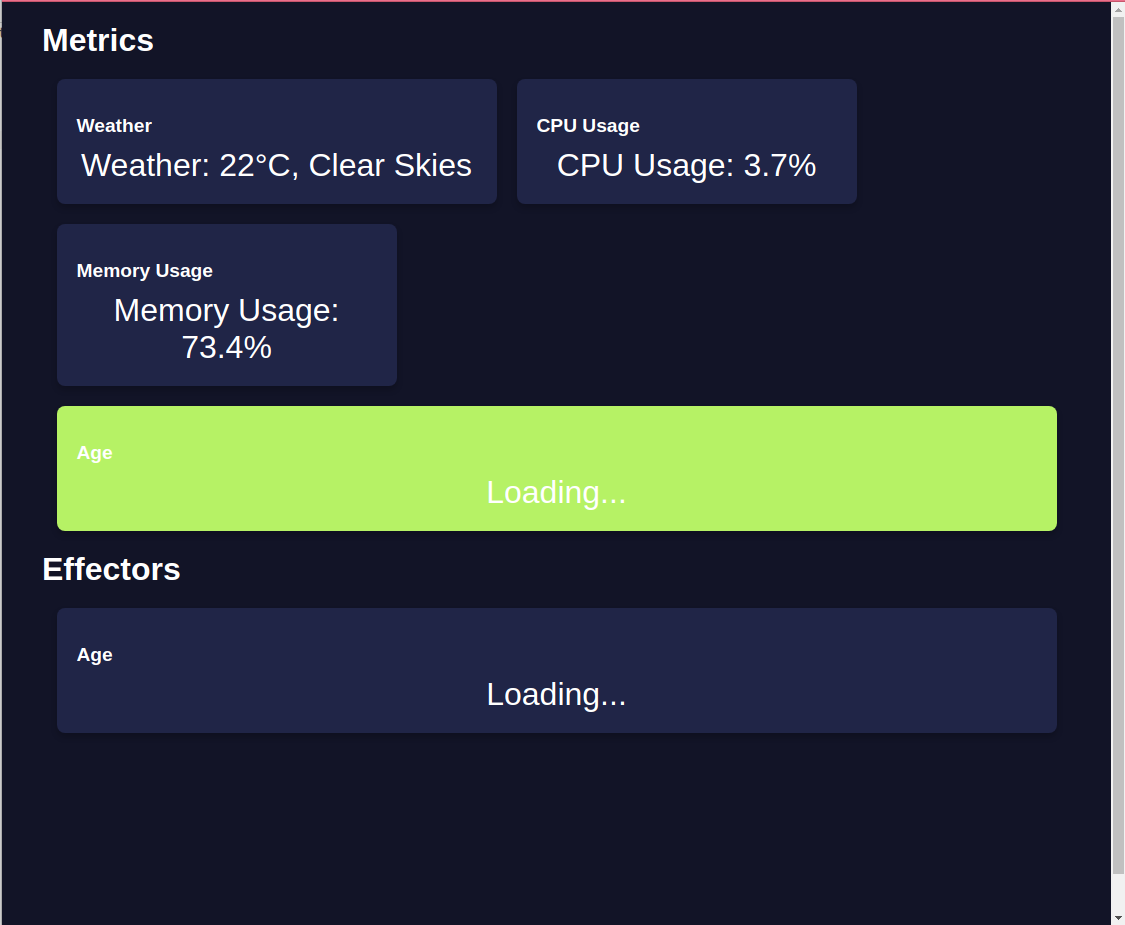 Metrics
Weather
Weather: 22°C, Clear Skies
CPU Usage
CPU Usage: 3.7%
Memory Usage
Memory Usage:
73.4%
Age
Loading...
Effectors
Age
Loading...